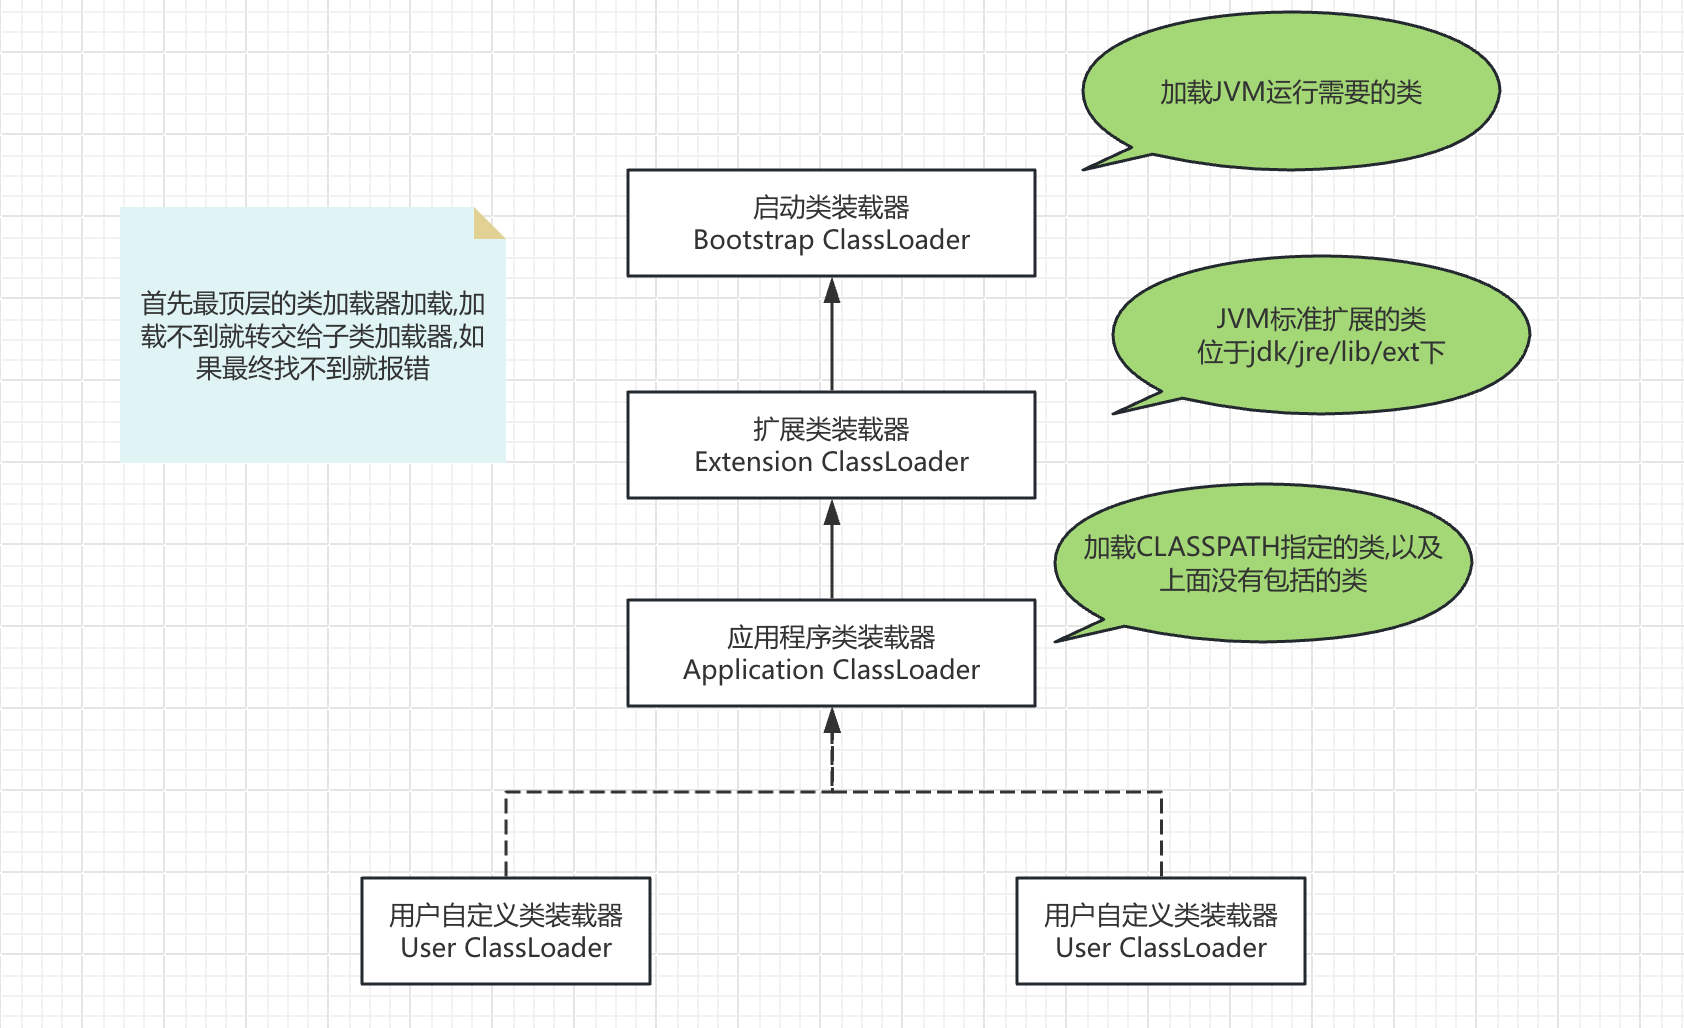 加载JVM运行需要的类
启动类装载器
Bootstrap ClassLoader
首先最顶层的类加载器加载,加
载不到就转交给子类加载器,如
果最终找不到就报错
JVM标准扩展的类
位于jdk/jre/lib/ext下
扩展类装载器
Extension ClassLoader
加载CLASSPATH指定的类,以及
上面没有包括的类
应用程序类装载器
Application ClassLoader
用户自定义类装载器
User ClassLoader
用户自定义类装载器
User ClassLoader